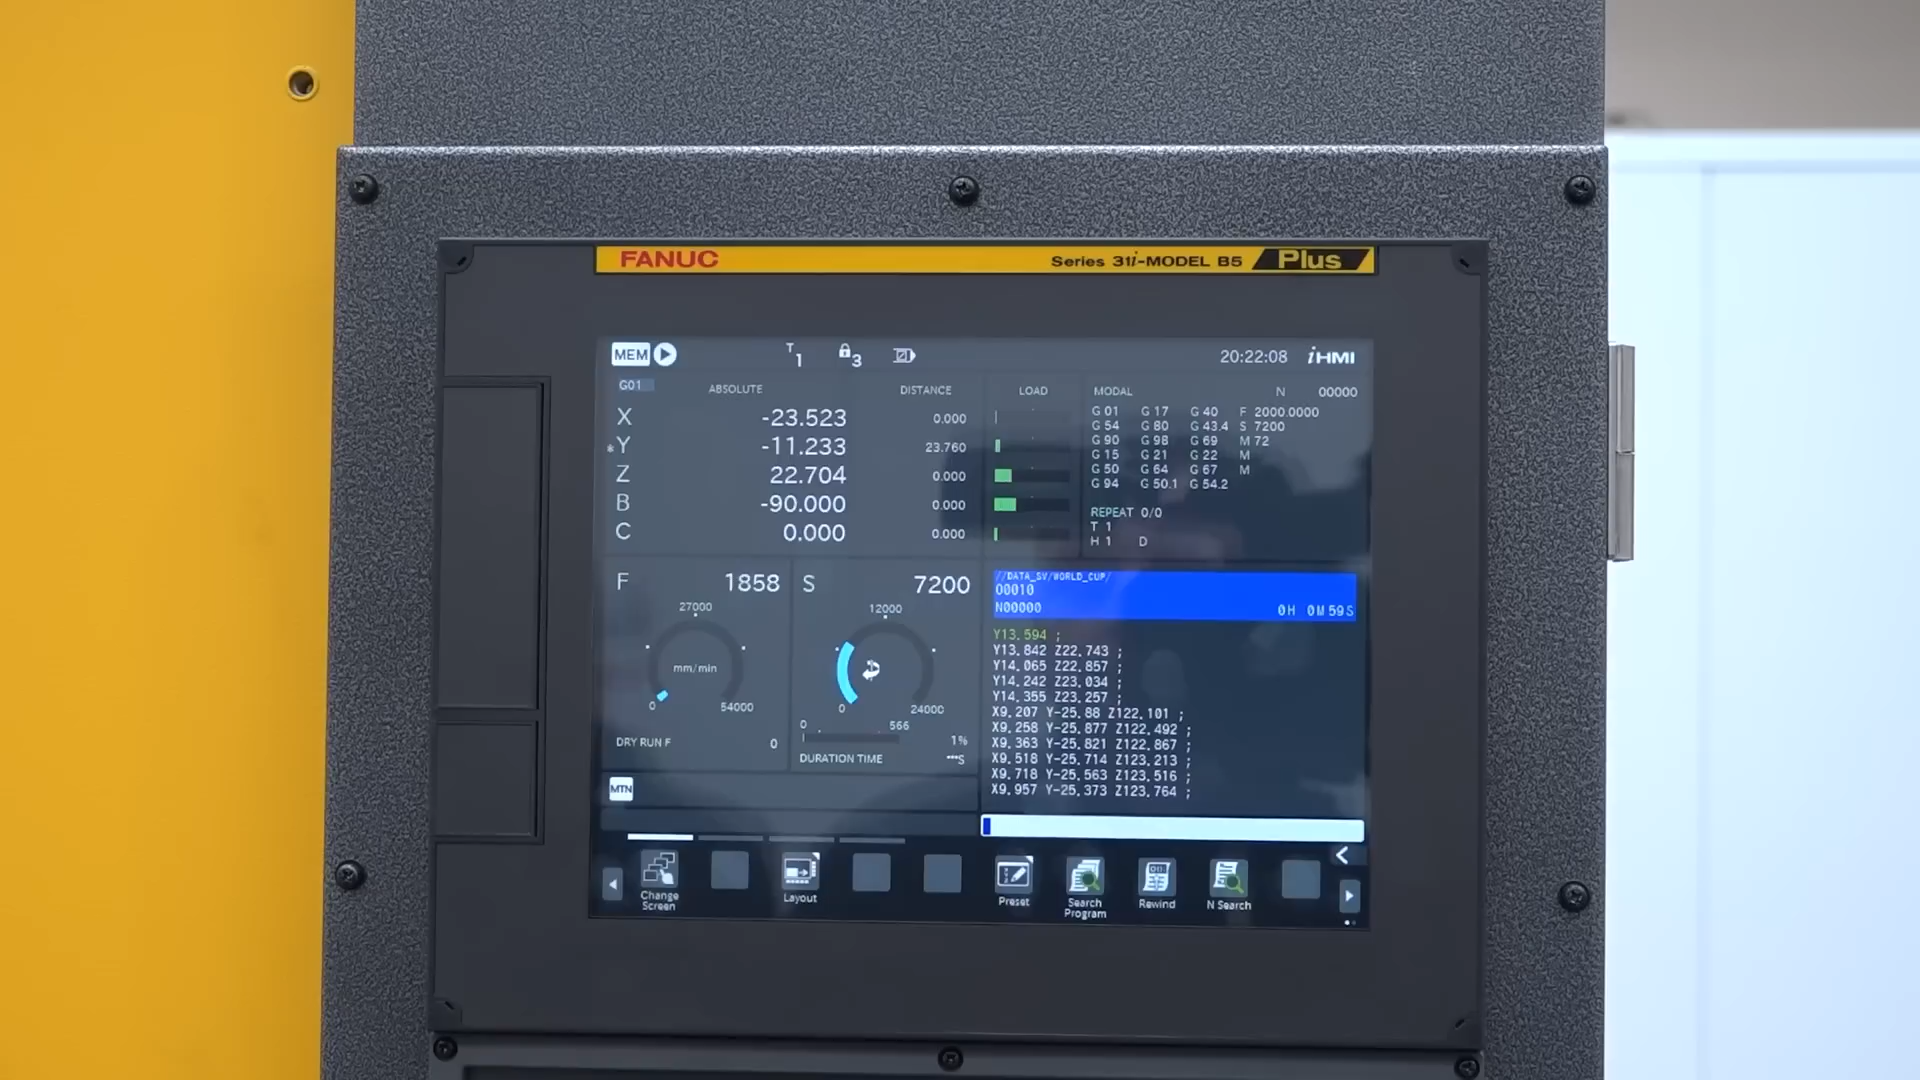 FANUC Series 31i-MODEL B5 Plus
MEM T 1 3 20:22:08 iHMI
G01 ABSOLUTE DISTANCE LOAD MODAL N 00000
X -23.523 0.000
*Y -11.233 23.760
Z 22.704 0.000
B -90.000 0.000
C 0.000 0.000
G 01 G 17 G 40 F 2000.0000
G 54 G 80 G 43.4 S 7200
G 90 G 98 G 69 M 72
G 15 G 21 G 22 M
G 50 G 64 G 67 M
G 94 G 50.1 G 54.2
REPEAT 0/0
T 1
H 1 D
F 1858
27000
mm/min
0 54000
DRY RUN F 0
S 7200
12000
0 24000
0 566
1%
DURATION TIME ---S
//DATA_SV/WORLD_CUP/
O0010
N00000 0H 0M 59S
Y13.594 ;
Y13.842 Z22.743 ;
Y14.065 Z22.857 ;
Y14.242 Z23.034 ;
Y14.355 Z23.257 ;
X9.207 Y-25.88 Z122.101 ;
X9.258 Y-25.877 Z122.492 ;
X9.363 Y-25.821 Z122.867 ;
X9.518 Y-25.714 Z123.213 ;
X9.718 Y-25.563 Z123.516 ;
X9.957 Y-25.373 Z123.764 ;
MTN
Change
Screen
Layout
Preset
Search
Program
Rewind
N Search